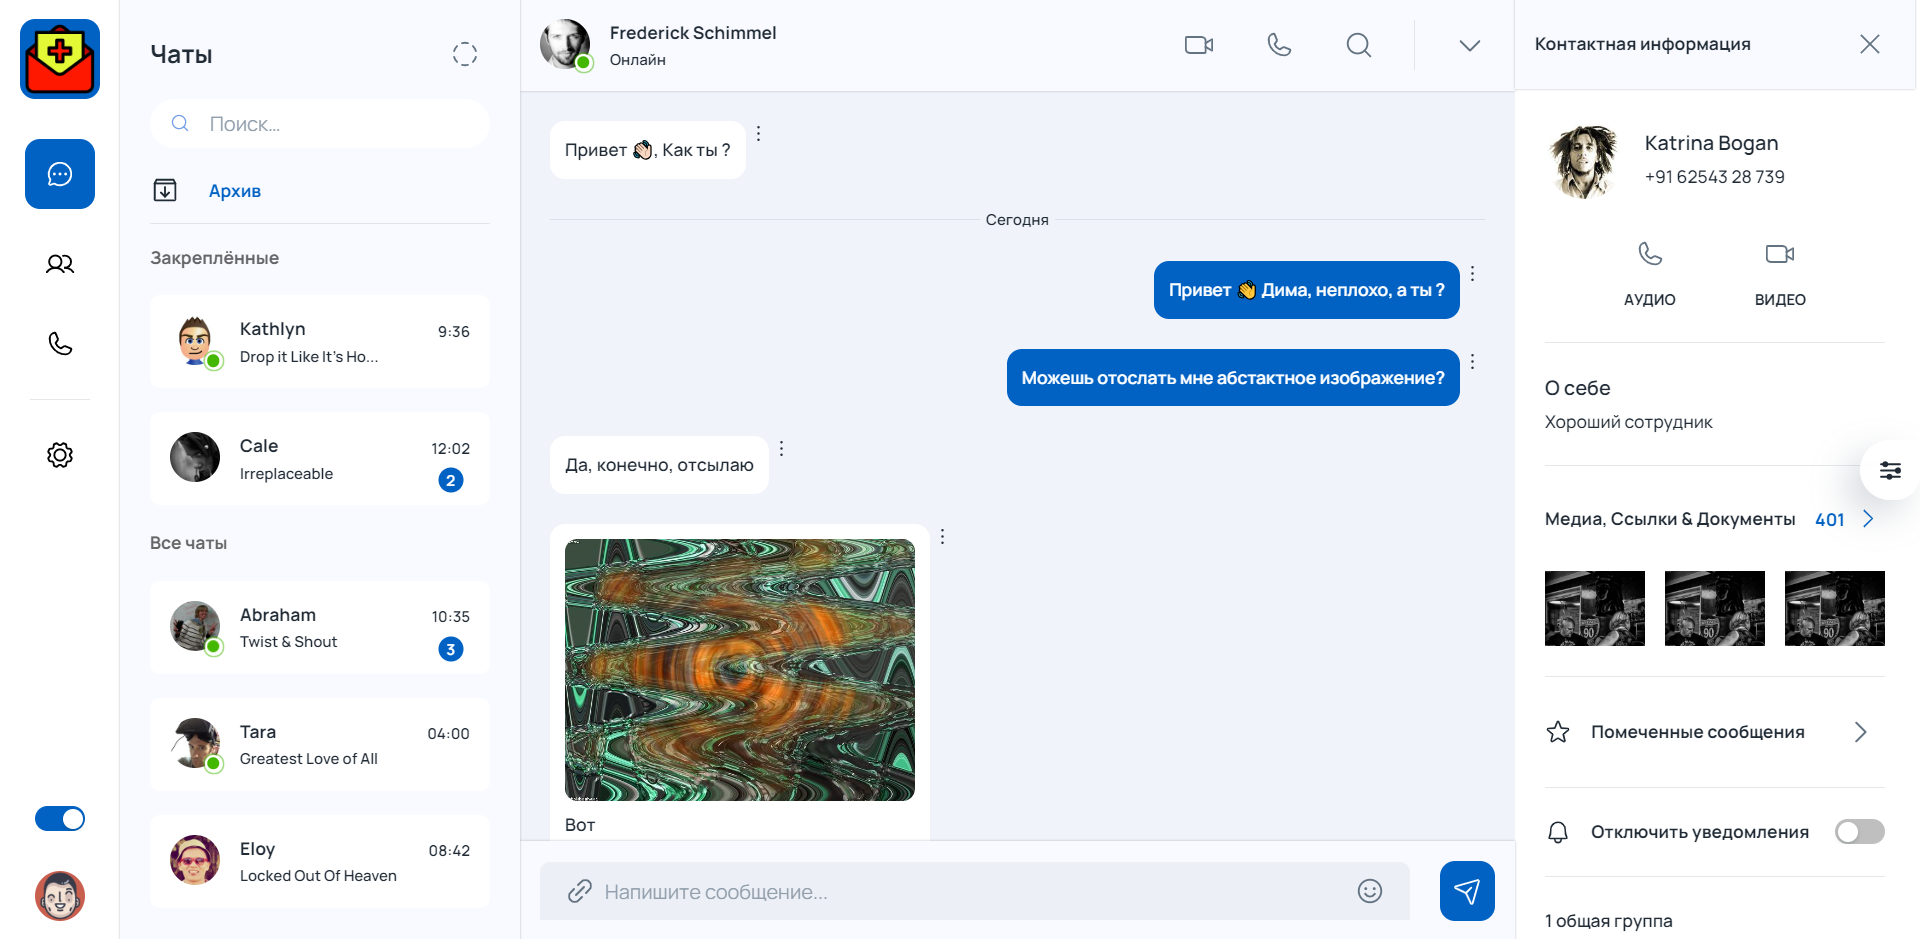 Чаты
Поиск...
Архив
Закреплённые
Kathlyn
9:36
Drop it Like It's Ho...
Cale
12:02
Irreplaceable
2
Все чаты
Abraham
10:35
Twist & Shout
3
Tara
04:00
Greatest Love of All
Eloy
08:42
Locked Out Of Heaven
Frederick Schimmel
Онлайн
Привет 👋🏻, Как ты ?
Сегодня
Привет 👋 Дима, неплохо, а ты ?
Можешь отослать мне абстактное изображение?
Да, конечно, отсылаю
Вот
Напишите сообщение...
Контактная информация
Katrina Bogan
+91 62543 28 739
АУДИО
ВИДЕО
О себе
Хороший сотрудник
Медиа, Ссылки & Документы 401
90
90
90
Помеченные сообщения
Отключить уведомления
1 общая группа